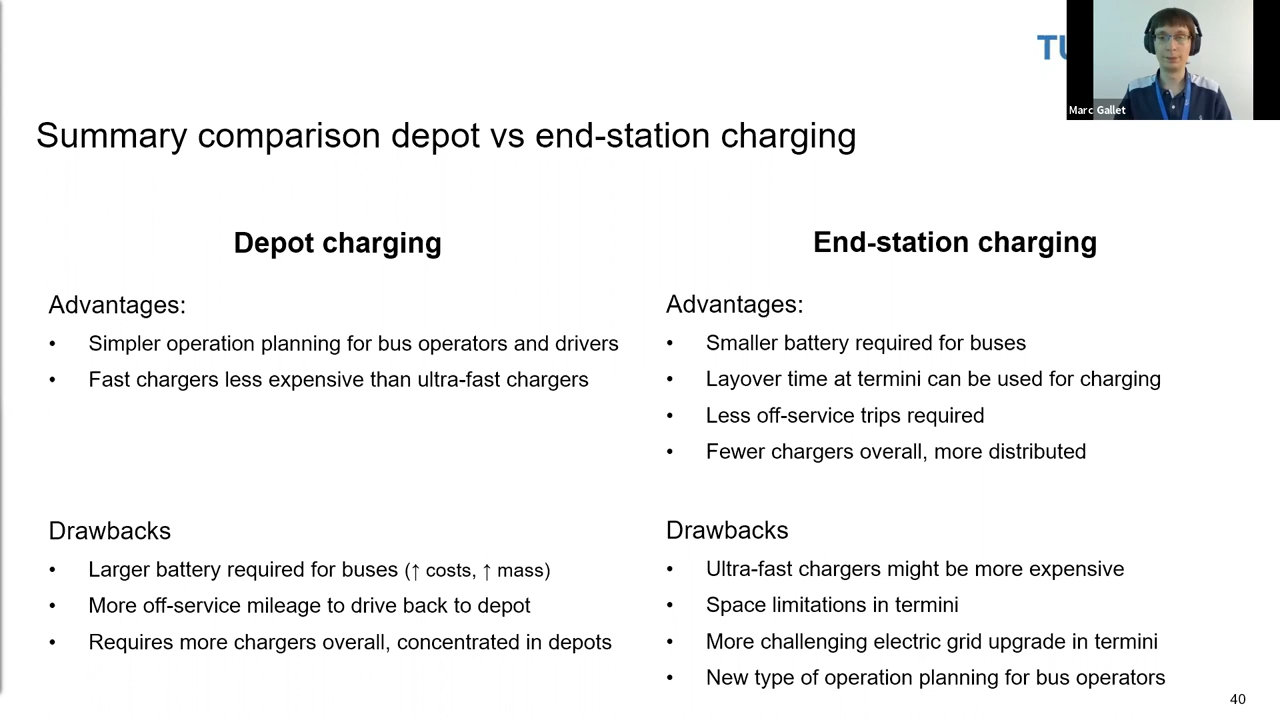 TU
Marc Gallet
Summary comparison depot vs end-station charging
Depot charging
Advantages:
• Simpler operation planning for bus operators and drivers
• Fast chargers less expensive than ultra-fast chargers
Drawbacks
• Larger battery required for buses (↑ costs, ↑ mass)
• More off-service mileage to drive back to depot
• Requires more chargers overall, concentrated in depots
End-station charging
Advantages:
• Smaller battery required for buses
• Layover time at termini can be used for charging
• Less off-service trips required
• Fewer chargers overall, more distributed
Drawbacks
• Ultra-fast chargers might be more expensive
• Space limitations in termini
• More challenging electric grid upgrade in termini
• New type of operation planning for bus operators
40